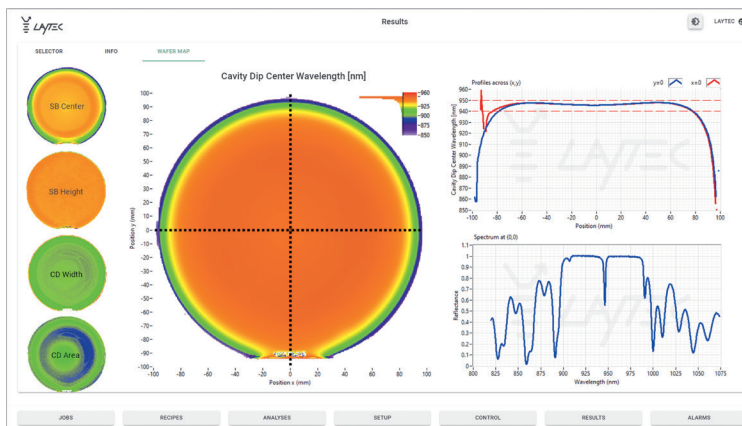 LAYTEC
Results
LAYTEC
SELECTOR INFO WAFER MAP
SB Center
SB Height
CD Width
CD Area
Cavity Dip Center Wavelength [nm]
960
925
900
875
850
100
90
80
70
60
50
40
30
20
10
0
-10
-20
-30
-40
-50
-60
-70
-80
-90
-100
Position y (mm)
-100 -80 -60 -40 -20 0 20 40 60 80 100
Position x (mm)
Profiles across (x,y)
y=0 x=0
960
950
940
930
920
910
900
890
880
870
860
850
Cavity Dip Center Wavelength [nm]
LAYTEC
-100 -80 -60 -40 -20 0 20 40 60 80 100
Position (mm)
Spectrum at (0,0)
1.1
1
0.9
0.8
0.7
0.6
0.5
0.4
0.3
0.2
0.1
0
Reflectance
LAYTEC
800 825 850 875 900 925 950 975 1000 1025 1050 1075
Wavelength (nm)
JOBS RECIPES ANALYSES SETUP CONTROL RESULTS ALARMS